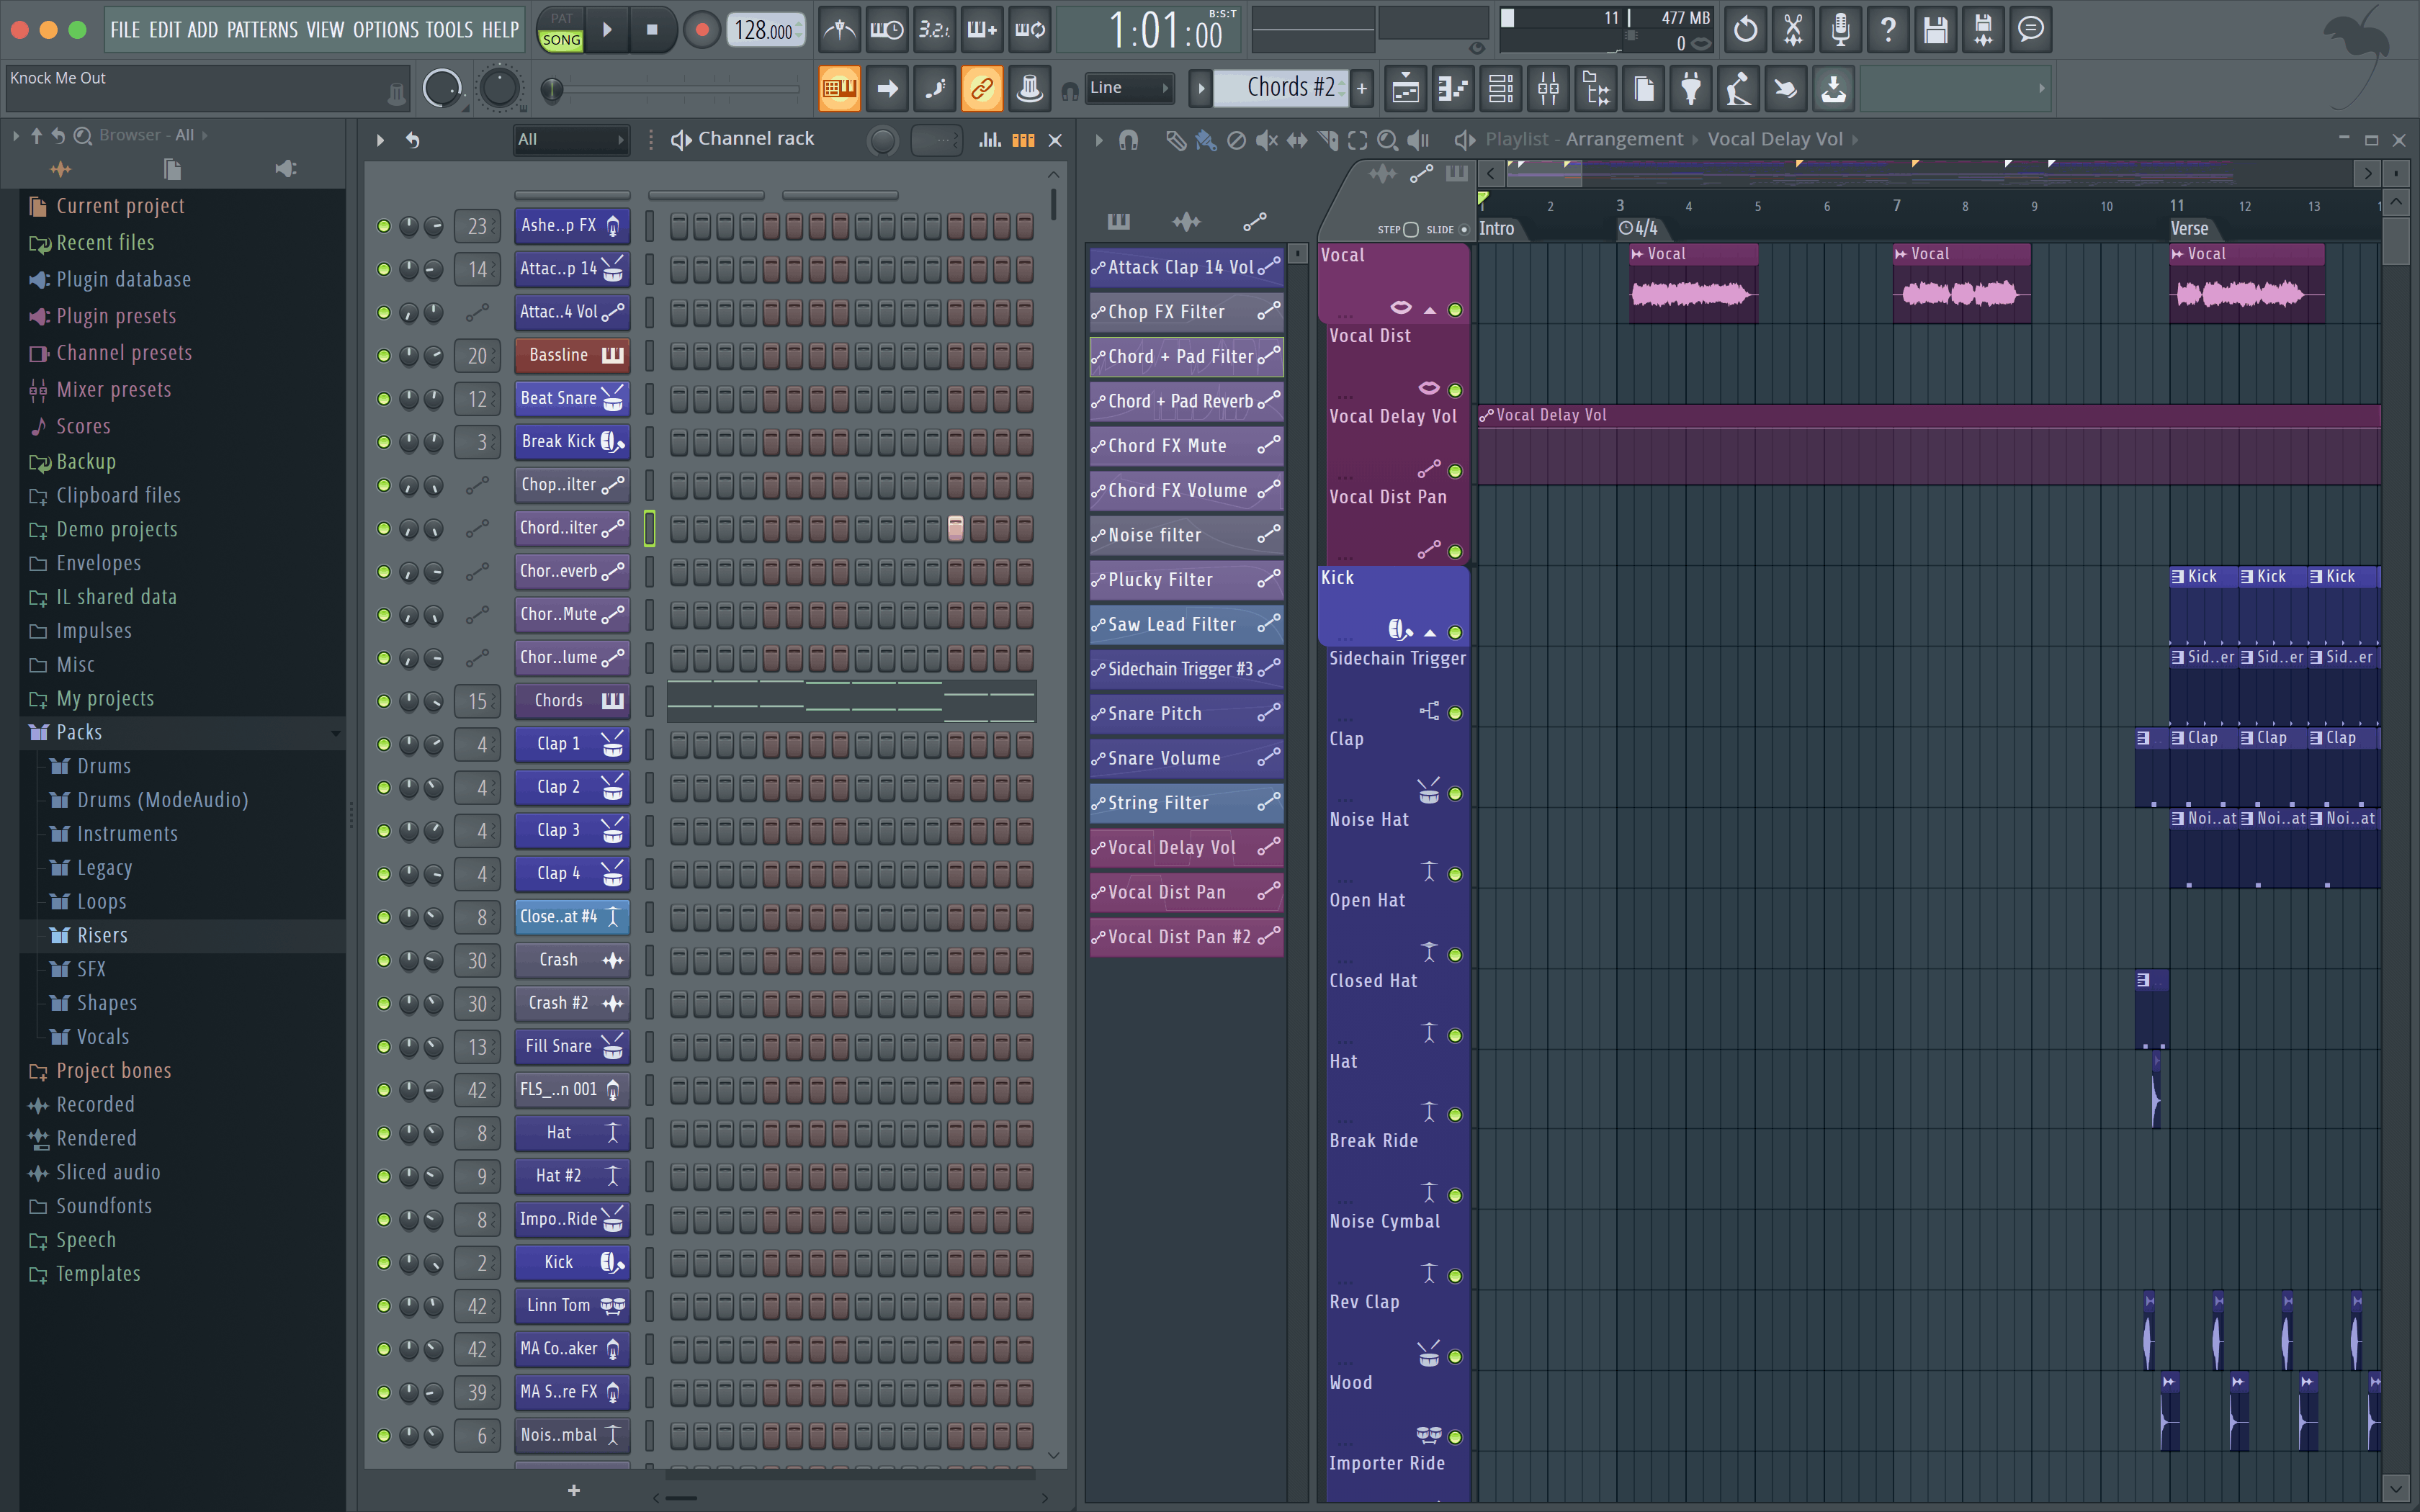 FILE EDIT ADD PATTERNS VIEW OPTIONS TOOLS HELP
PAT
SONG
128.000
3.2.1.
B:S:T
1:01:00
11
477 MB
0
?
Knock Me Out
Line
Chords #2
+
Browser - All
Current project
Recent files
Plugin database
Plugin presets
Channel presets
Mixer presets
Scores
Backup
Clipboard files
Demo projects
Envelopes
IL shared data
Impulses
Misc
My projects
Packs
Drums
Drums (ModeAudio)
Instruments
Legacy
Loops
Risers
SFX
Shapes
Vocals
Project bones
Recorded
Rendered
Sliced audio
Soundfonts
Speech
Templates
All
Channel rack
23 Ashe..p FX
14 Attac..p 14
Attac..4 Vol
20 Bassline
12 Beat Snare
3 Break Kick
Chop..ilter
Chord..ilter
Chor..everb
Chor..Mute
Chor..lume
15 Chords
4 Clap 1
4 Clap 2
4 Clap 3
4 Clap 4
8 Close..at #4
30 Crash
30 Crash #2
13 Fill Snare
42 FLS_..n 001
8 Hat
9 Hat #2
8 Impo..Ride
2 Kick
42 Linn Tom
42 MA Co..aker
39 MA S..re FX
6 Nois..mbal
+
Playlist - Arrangement Vocal Delay Vol
STEP SLIDE
1 2 3 4 5 6 7 8 9 10 11 12 13
Intro
4/4
Verse
Attack Clap 14 Vol
Chop FX Filter
Chord + Pad Filter
Chord + Pad Reverb
Chord FX Mute
Chord FX Volume
Noise filter
Plucky Filter
Saw Lead Filter
Sidechain Trigger #3
Snare Pitch
Snare Volume
String Filter
Vocal Delay Vol
Vocal Dist Pan
Vocal Dist Pan #2
Vocal
Vocal Vocal Vocal
Vocal Dist
Vocal Delay Vol
Vocal Delay Vol
Vocal Dist Pan
Kick
Kick Kick Kick
Sidechain Trigger
Sid..er Sid..er Sid..er
Clap
Clap Clap Clap
Noise Hat
Noi..at Noi..at Noi..at
Open Hat
Closed Hat
Hat
Break Ride
Noise Cymbal
Rev Clap
Wood
Importer Ride